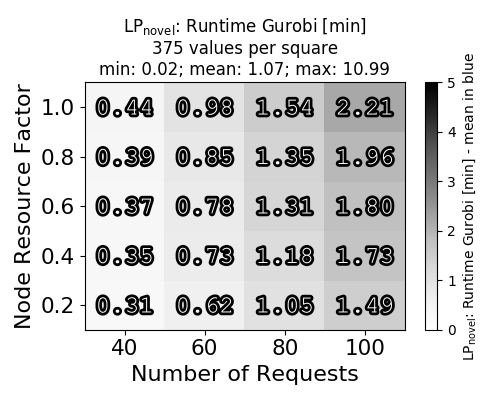 LPnovel: Runtime Gurobi [min]
375 values per square
min: 0.02; mean: 1.07; max: 10.99
Node Resource Factor
1.0 0.44 0.98 1.54 2.21
0.8 0.39 0.85 1.35 1.96
0.6 0.37 0.78 1.31 1.80
0.4 0.35 0.73 1.18 1.73
0.2 0.31 0.62 1.05 1.49
40 60 80 100
Number of Requests
5
4
3
2
1
0
LPnovel: Runtime Gurobi [min] - mean in blue